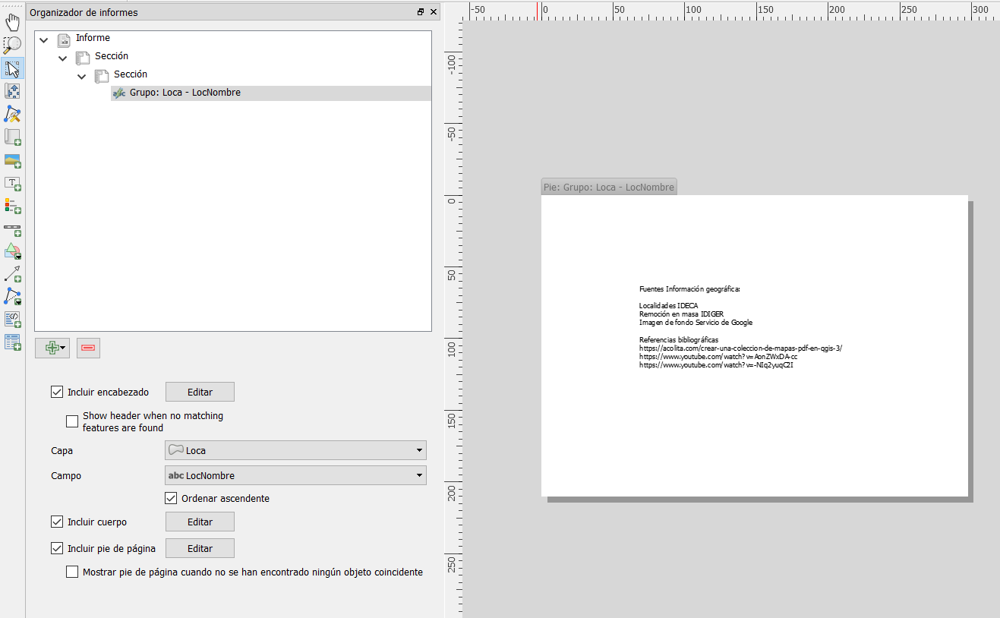 Organizador de informes
Informe
Sección
Sección
Grupo: Loca - LocNombre
Incluir encabezado
Editar
Show header when no matching
features are found
Capa
Loca
Campo
abc LocNombre
Ordenar ascendente
Incluir cuerpo
Editar
Incluir pie de página
Editar
Mostrar pie de página cuando no se han encontrado ningún objeto coincidente
-50 0 50 100 150 200 250 300
-100
-50
0
50
100
150
200
250
Pie: Grupo: Loca - LocNombre
Fuentes Información geográfica:
Localidades IDECA
Remoción en masa IDIGER
Imagen de fondo Servicio de Google
Referencias bibliográficas
https://acolita.com/crear-una-coleccion-de-mapas-pdf-en-qgis-3/
https://www.youtube.com/watch?v=AonZWxDA-cc
https://www.youtube.com/watch?v=-NIq2yuqC2I